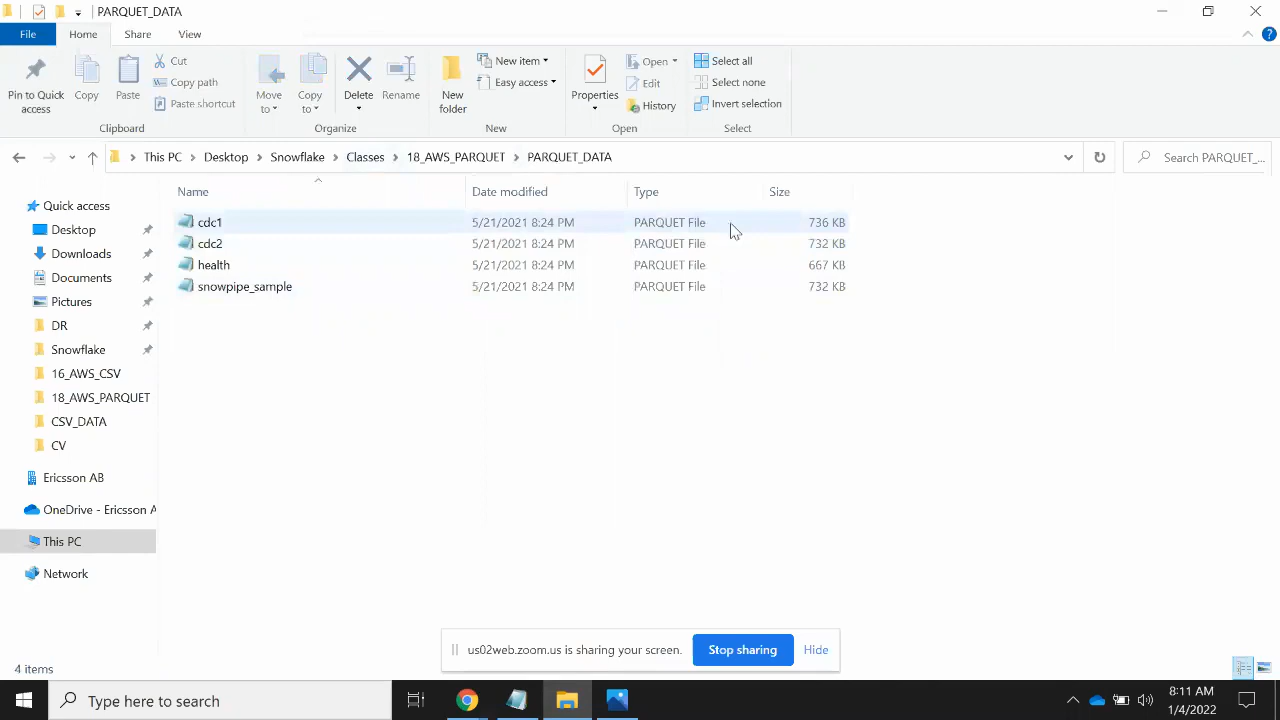 PARQUET_DATA
File Home Share View
Pin to Quick access
Copy
Paste
Cut
Copy path
Paste shortcut
Clipboard
Move to
Copy to
Delete
Rename
Organize
New folder
New item
Easy access
New
Properties
Open
Edit
History
Open
Select all
Select none
Invert selection
Select
This PC > Desktop > Snowflake > Classes > 18_AWS_PARQUET > PARQUET_DATA
Search PARQUET_...
Name Date modified Type Size
cdc1 5/21/2021 8:24 PM PARQUET File 736 KB
cdc2 5/21/2021 8:24 PM PARQUET File 732 KB
health 5/21/2021 8:24 PM PARQUET File 667 KB
snowpipe_sample 5/21/2021 8:24 PM PARQUET File 732 KB
Quick access
Desktop
Downloads
Documents
Pictures
DR
Snowflake
16_AWS_CSV
18_AWS_PARQUET
CSV_DATA
CV
Ericsson AB
OneDrive - Ericsson A
This PC
Network
us02web.zoom.us is sharing your screen. Stop sharing Hide
4 items
Type here to search
8:11 AM
1/4/2022